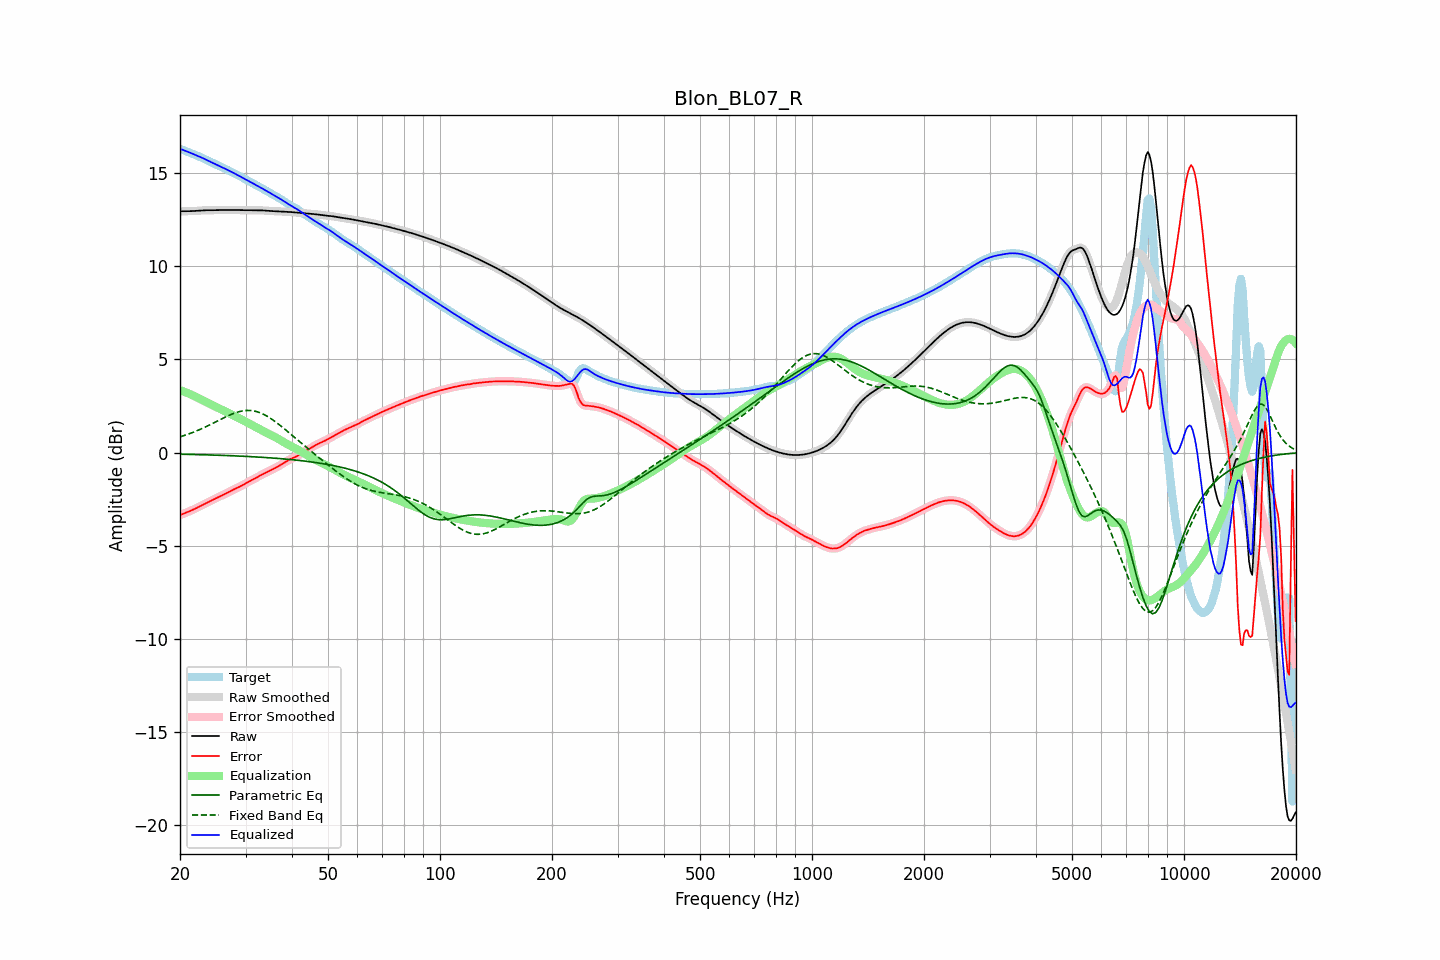 Blon_BL07_R
Amplitude (dBr)
15
10
5
0
−5
−10
−15
−20
Target
Raw Smoothed
Error Smoothed
Raw
Error
Equalization
Parametric Eq
Fixed Band Eq
Equalized
20 50 100 200 500 1000 2000 5000 10000 20000
Frequency (Hz)